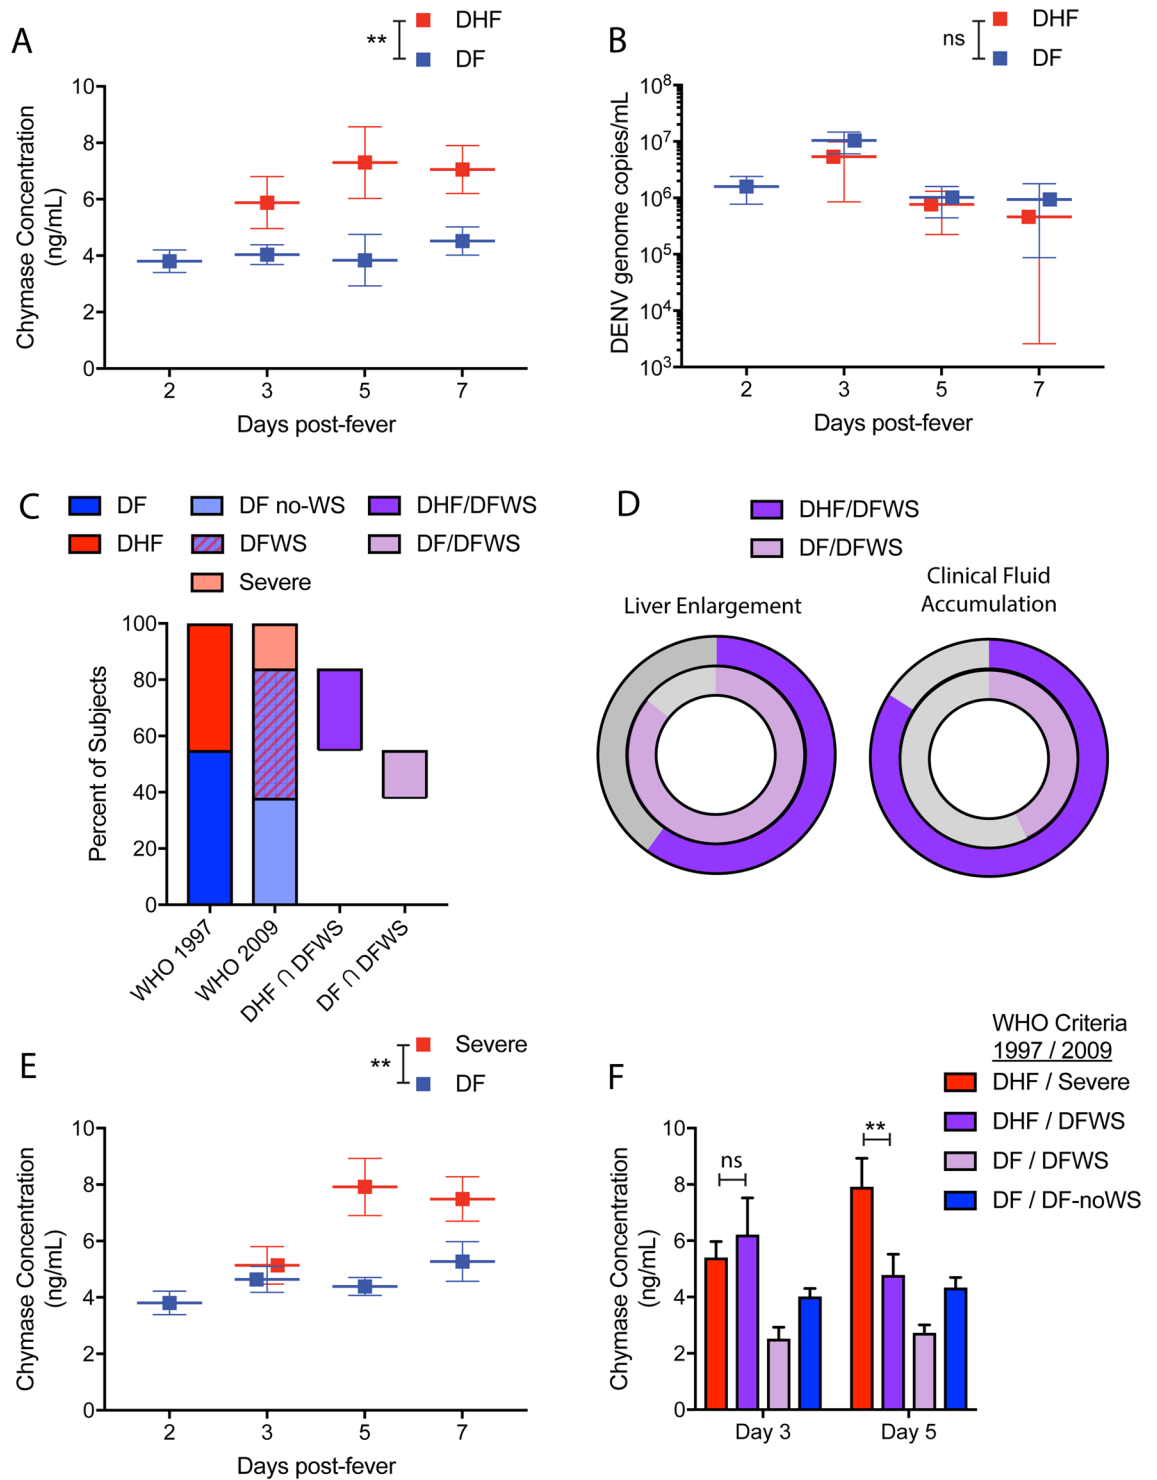 A
DHF
**
DF
Chymase Concentration
(ng/mL)
10
8
6
4
2
0
2 3 5 7
Days post-fever
B
DHF
ns
DF
DENV genome copies/mL
10⁸
10⁷
10⁶
10⁵
10⁴
10³
2 3 5 7
Days post-fever
C
DF DF no-WS DHF/DFWS
DHF DFWS DF/DFWS
Severe
Percent of Subjects
100
80
60
40
20
0
WHO 1997
WHO 2009
DHF ∩ DFWS
DF ∩ DFWS
D
DHF/DFWS
DF/DFWS
Liver Enlargement
Clinical Fluid
Accumulation
E
Severe
**
DF
Chymase Concentration
(ng/mL)
10
8
6
4
2
0
2 3 5 7
Days post-fever
F
WHO Criteria
1997 / 2009
DHF / Severe
DHF / DFWS
DF / DFWS
DF / DF-noWS
Chymase Concentration
(ng/mL)
10
8
6
4
2
0
ns
**
Day 3 Day 5